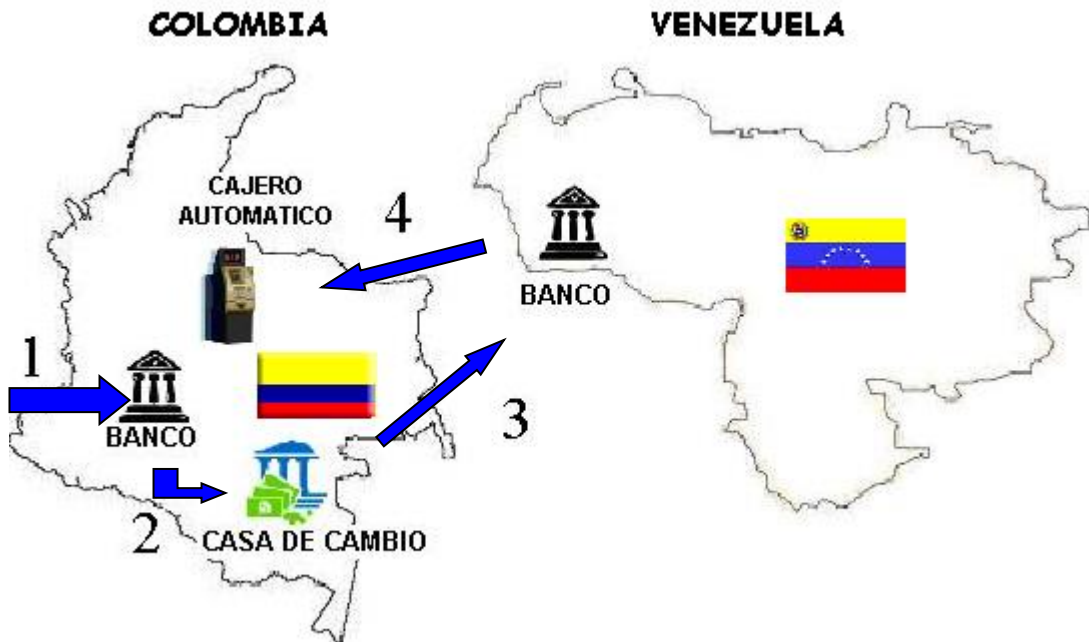 COLOMBIA
VENEZUELA
CAJERO
AUTOMATICO
4
BANCO
1
BANCO
3
2
CASA DE CAMBIO